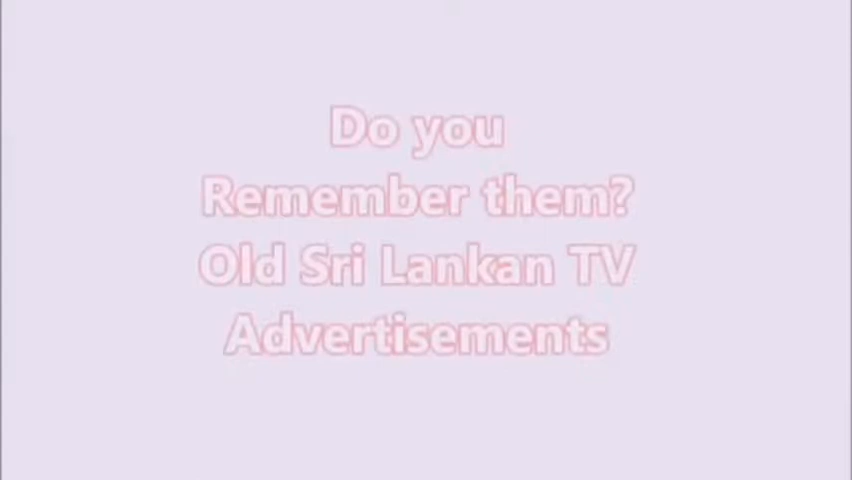 Do you
Remember them?
Old Sri Lankan TV
Advertisements